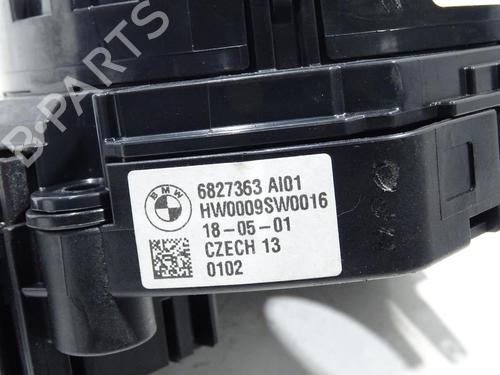 B-PARTS
BMW
6827363 AI01
HW0009SW0016
18-05-01
CZECH 13
0102